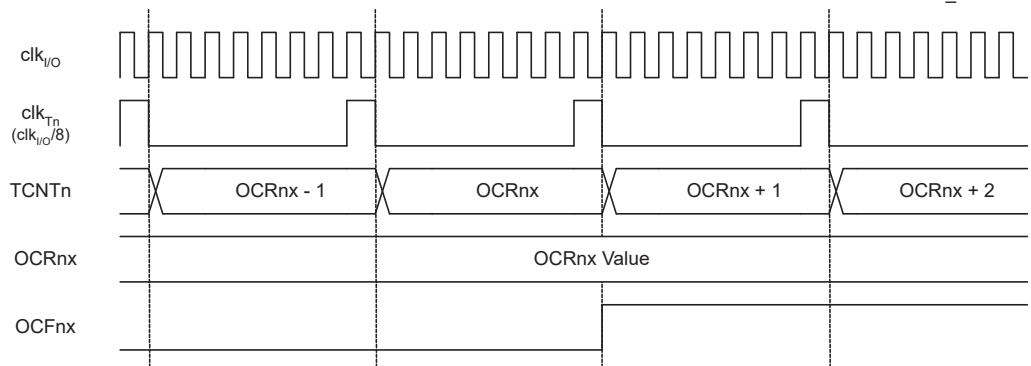 clkI/O
clkTn
(clkI/O/8)
TCNTn
OCRnx - 1
OCRnx
OCRnx + 1
OCRnx + 2
OCRnx
OCRnx Value
OCFnx